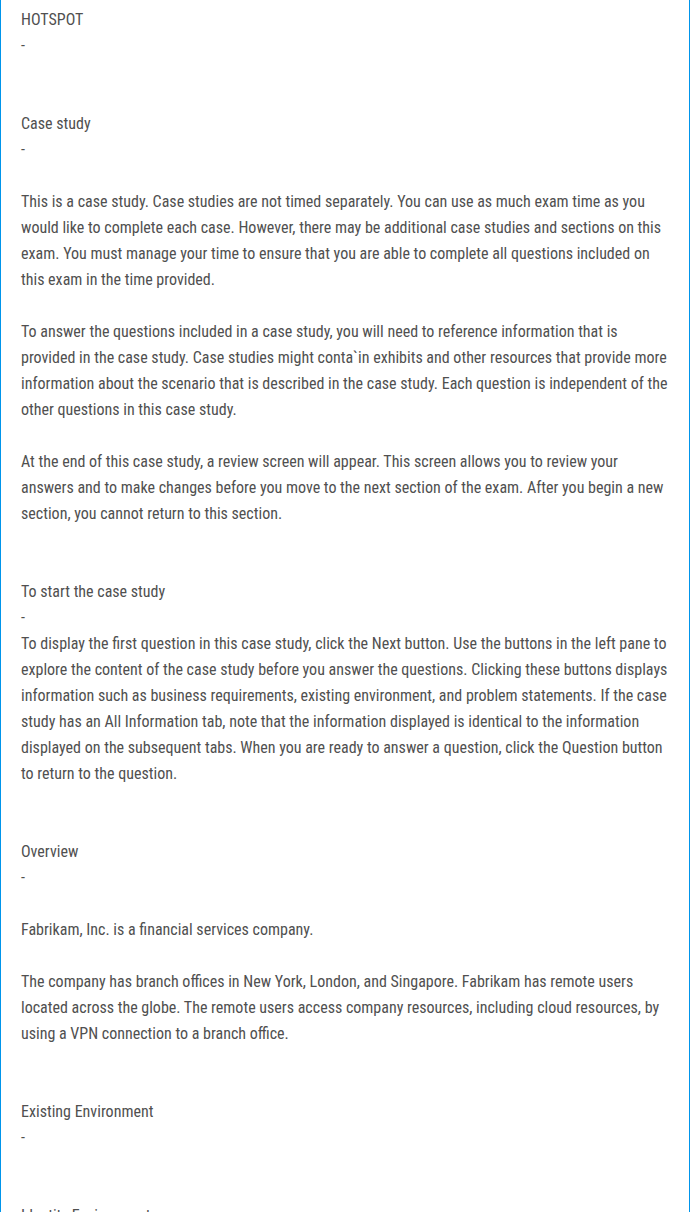 HOTSPOT
-
Case study
-
This is a case study. Case studies are not timed separately. You can use as much exam time as you
would like to complete each case. However, there may be additional case studies and sections on this
exam. You must manage your time to ensure that you are able to complete all questions included on
this exam in the time provided.
To answer the questions included in a case study, you will need to reference information that is
provided in the case study. Case studies might conta`in exhibits and other resources that provide more
information about the scenario that is described in the case study. Each question is independent of the
other questions in this case study.
At the end of this case study, a review screen will appear. This screen allows you to review your
answers and to make changes before you move to the next section of the exam. After you begin a new
section, you cannot return to this section.
To start the case study
-
To display the first question in this case study, click the Next button. Use the buttons in the left pane to
explore the content of the case study before you answer the questions. Clicking these buttons displays
information such as business requirements, existing environment, and problem statements. If the case
study has an All Information tab, note that the information displayed is identical to the information
displayed on the subsequent tabs. When you are ready to answer a question, click the Question button
to return to the question.
Overview
-
Fabrikam, Inc. is a financial services company.
The company has branch offices in New York, London, and Singapore. Fabrikam has remote users
located across the globe. The remote users access company resources, including cloud resources, by
using a VPN connection to a branch office.
Existing Environment
-